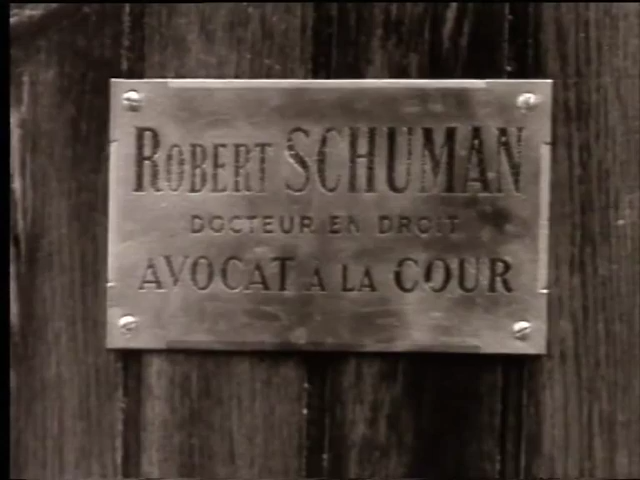 ROBERT SCHUMAN
DOCTEUR EN DROIT
AVOCAT A LA COUR